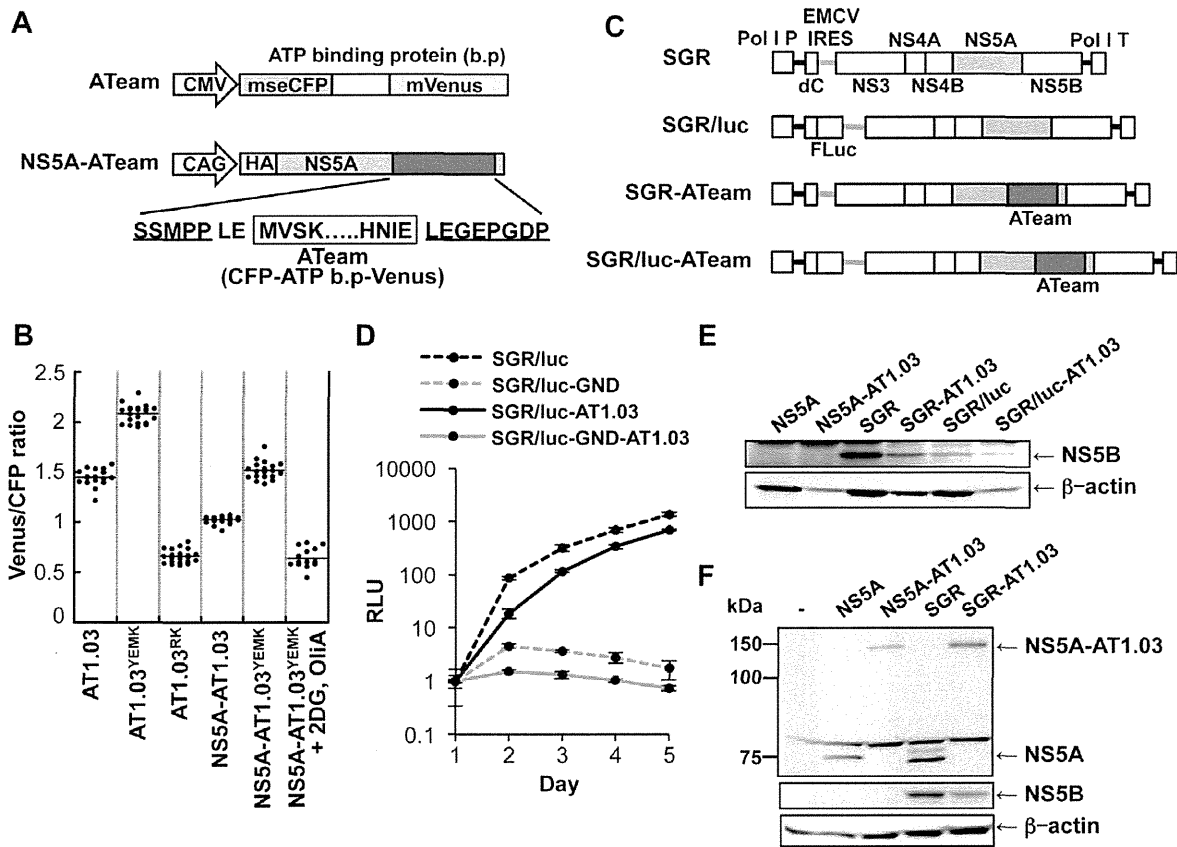 A
ATP binding protein (b.p)
ATeam
CMV
mseCFP
mVenus
NS5A-ATeam
CAG
HA
NS5A
SSMPP LE MVSK.....HNIE LEGEPGDP
ATeam
(CFP-ATP b.p-Venus)
B
Venus/CFP ratio
2.5
2
1.5
1
0.5
0
AT1.03
AT1.03YEMK
AT1.03RK
NS5A-AT1.03
NS5A-AT1.03YEMK
NS5A-AT1.03YEMK
+ 2DG, OliA
C
EMCV
Pol I P IRES NS4A NS5A Pol I T
SGR
dC NS3 NS4B NS5B
SGR/luc
FLuc
SGR-ATeam
ATeam
SGR/luc-ATeam
ATeam
D
SGR/luc
SGR/luc-GND
SGR/luc-AT1.03
SGR/luc-GND-AT1.03
RLU
10000
1000
100
10
1
0.1
1 2 3 4 5
Day
E
NS5A
NS5A-AT1.03
SGR
SGR-AT1.03
SGR/luc
SGR/luc-AT1.03
← NS5B
← β-actin
F
kDa
-
NS5A
NS5A-AT1.03
SGR
SGR-AT1.03
150
100
75
← NS5A-AT1.03
← NS5A
← NS5B
← β-actin